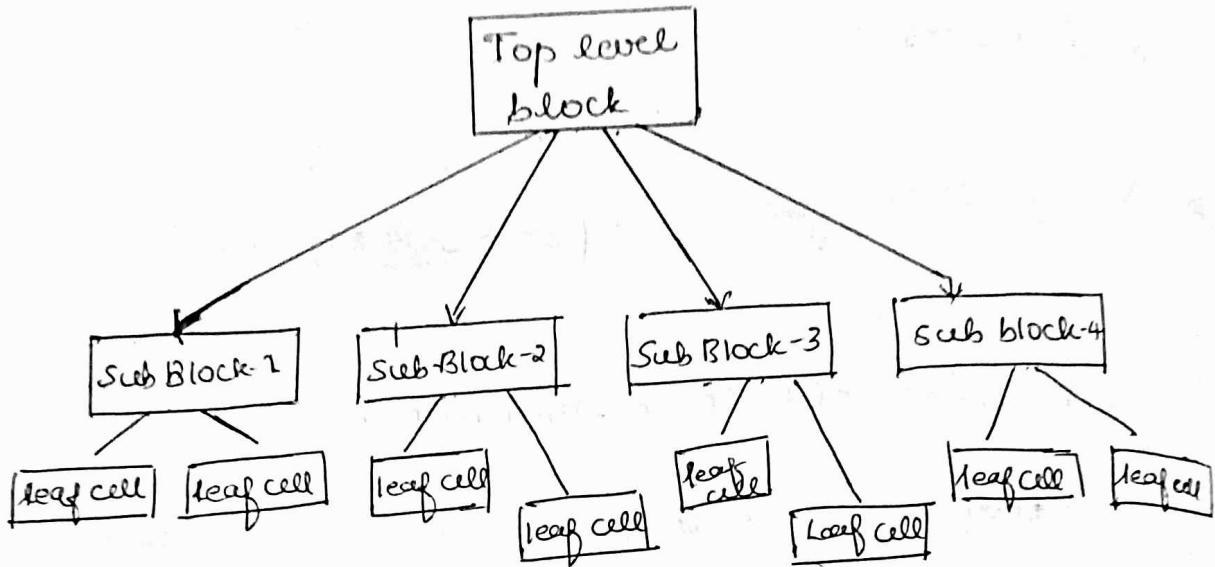 Top level
block
Sub Block-1
Sub-Block-2
Sub Block-3
Sub block-4
leaf cell
leaf cell
leaf cell
leaf cell
leaf
cell
Leaf cell
leaf cell
leaf cell